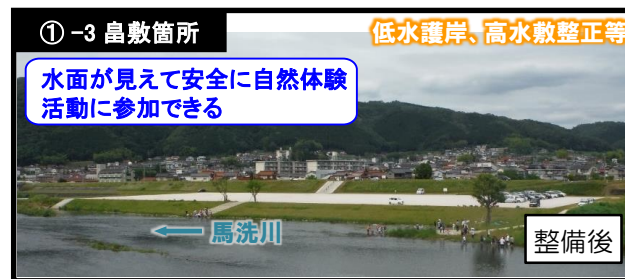 ①-3 畠敷箇所
低水護岸、高水敷整正等
水面が見えて安全に自然体験
活動に参加できる
馬洗川
整備後